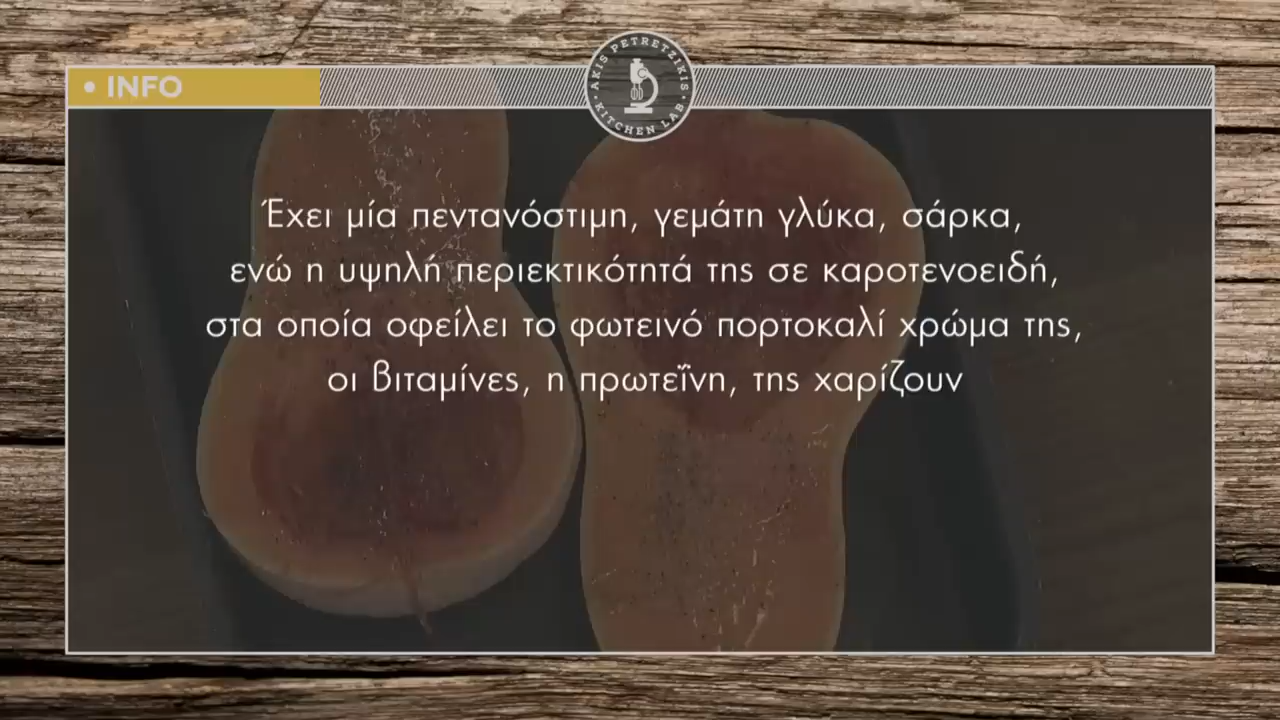 • INFO
AKIS PETRETZIKIS
• KITCHEN LAB •
Έχει μία πεντανόστιμη, γεμάτη γλύκα, σάρκα,
ενώ η υψηλή περιεκτικότητά της σε καροτενοειδή,
στα οποία οφείλει το φωτεινό πορτοκαλί χρώμα της,
οι βιταμίνες, η πρωτεΐνη, της χαρίζουν